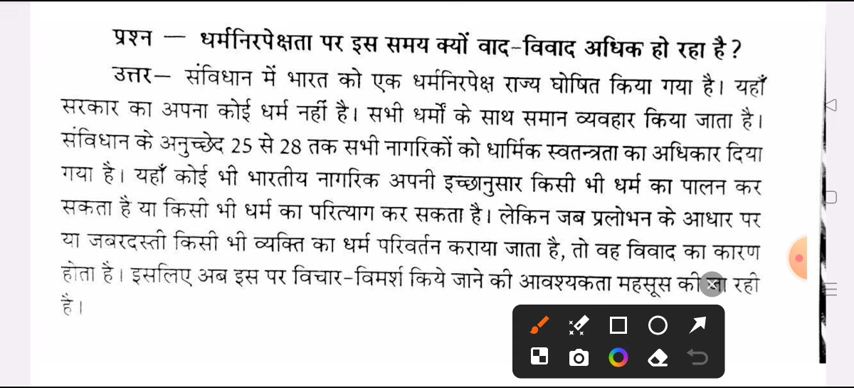 प्रश्न — धर्मनिरपेक्षता पर इस समय क्यों वाद-विवाद अधिक हो रहा है?
उत्तर— संविधान में भारत को एक धर्मनिरपेक्ष राज्य घोषित किया गया है। यहाँ
सरकार का अपना कोई धर्म नहीं है। सभी धर्मों के साथ समान व्यवहार किया जाता है।
संविधान के अनुच्छेद 25 से 28 तक सभी नागरिकों को धार्मिक स्वतन्त्रता का अधिकार दिया
गया है। यहाँ कोई भी भारतीय नागरिक अपनी इच्छानुसार किसी भी धर्म का पालन कर
सकता है या किसी भी धर्म का परित्याग कर सकता है। लेकिन जब प्रलोभन के आधार पर
या जबरदस्ती किसी भी व्यक्ति का धर्म परिवर्तन कराया जाता है, तो वह विवाद का कारण
होता है। इसलिए अब इस पर विचार-विमर्श किये जाने की आवश्यकता महसूस की जा रही
है।